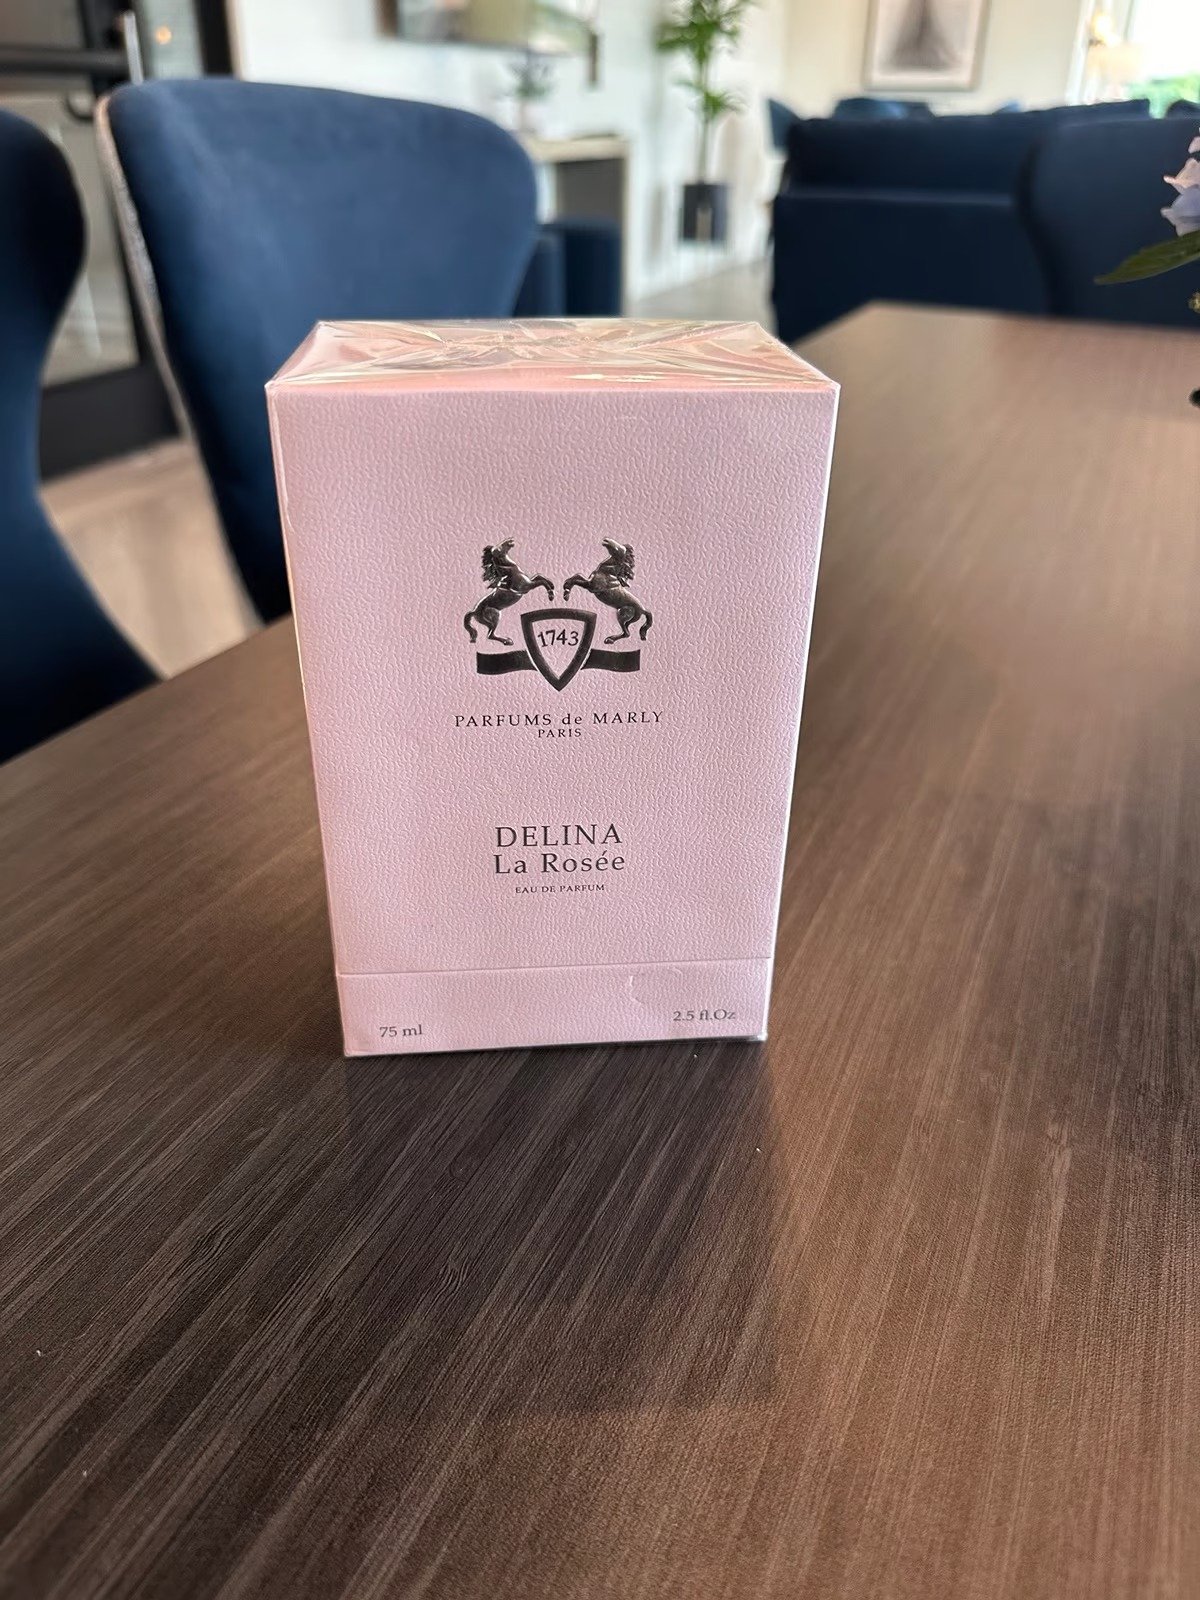 1743
PARFUMS de MARLY
PARIS
DELINA
La Rosée
EAU DE PARFUM
75 ml
2.5 fl.Oz